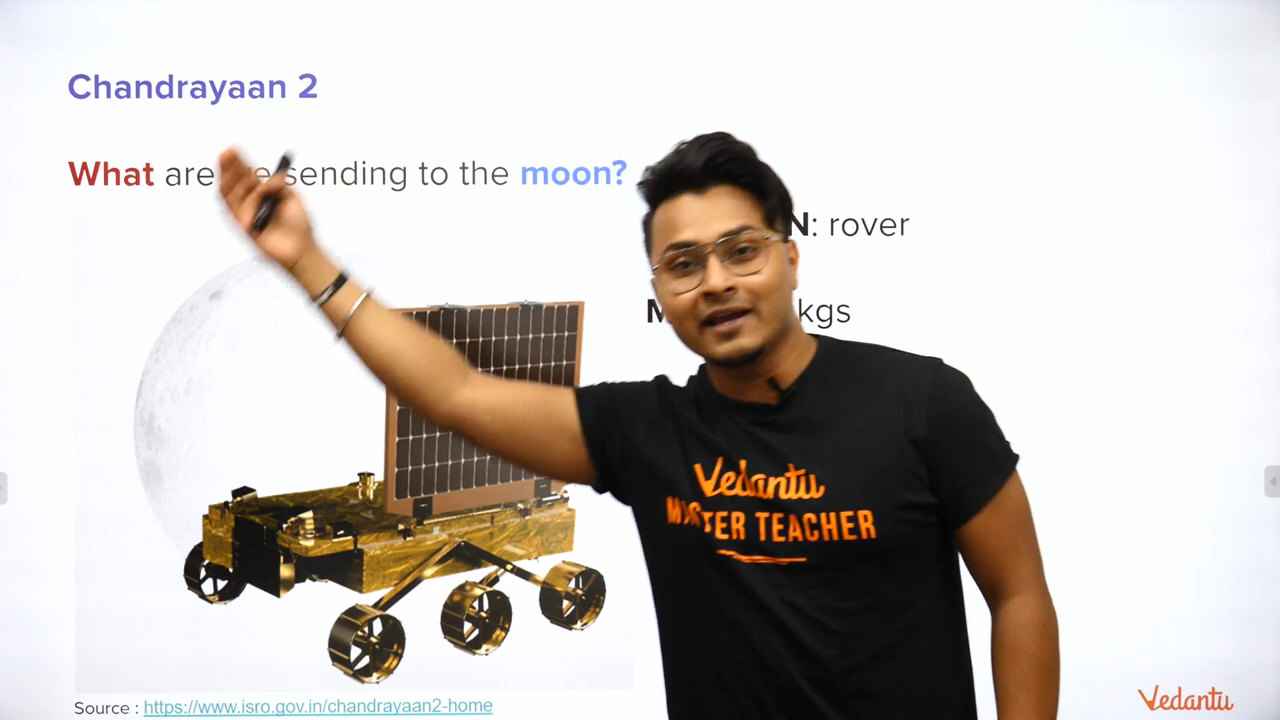 Chandrayaan 2
What are sending to the moon?
N: rover
M kgs
Vedantu
MASTER TEACHER
Source : https://www.isro.gov.in/chandrayaan2-home
Vedantu